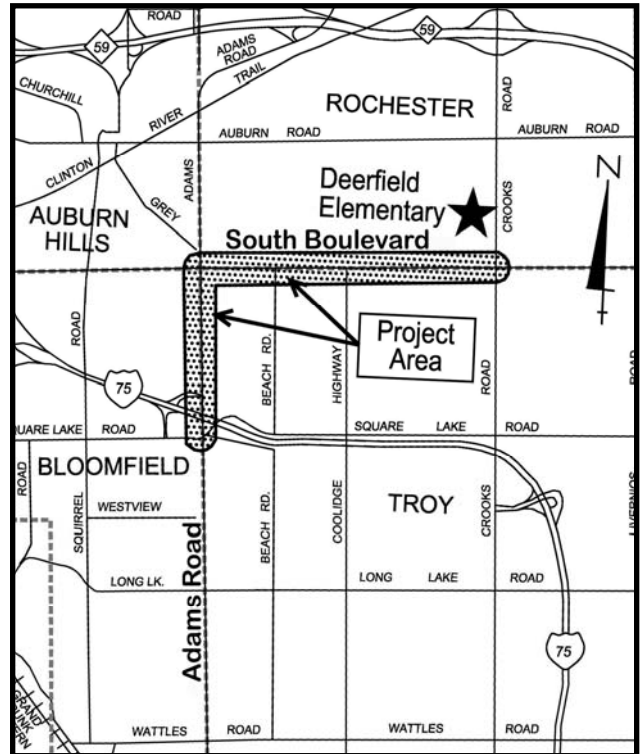 ROAD
59
ADAMS
ROAD
59
CHURCHILL
RIVER
TRAIL
ROCHESTER
ROAD
AUBURN ROAD
AUBURN ROAD
CLINTON
ADAMS
Deerfield
Elementary
CROOKS
N
GREY
AUBURN
HILLS
South Boulevard
Project
Area
ROAD
BEACH RD.
HIGHWAY
ROAD
ROAD
75
QUARE LAKE ROAD
SQUARE LAKE ROAD
BLOOMFIELD
ROAD
SQUIRREL
WESTVIEW
BEACH RD.
COOLIDGE
TROY
CROOKS
LIVERNIOS
LONG LK.
Adams Road
LONG LAKE ROAD
75
GRAND
TRUNK
WATTLES ROAD
WATTLES ROAD